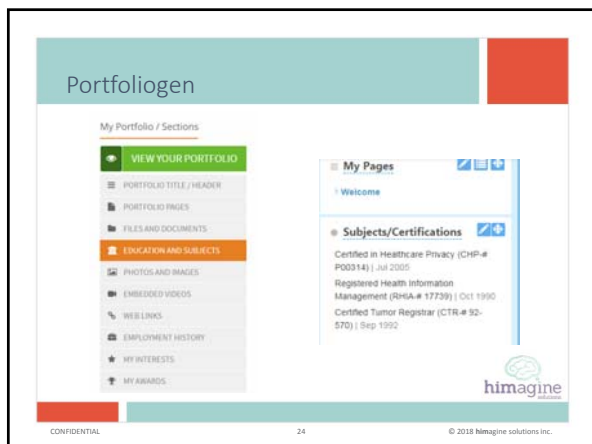 Portfoliogen
My Portfolio / Sections
VIEW YOUR PORTFOLIO
PORTFOLIO TITLE / HEADER
PORTFOLIO PAGES
FILES AND DOCUMENTS
EDUCATION AND SUBJECTS
PHOTOS AND IMAGES
EMBEDDED VIDEOS
WEB LINKS
EMPLOYMENT HISTORY
MY INTERESTS
MY AWARDS
My Pages
Welcome
Subjects/Certifications
Certified in Healthcare Privacy (CHP-#
P00314) | Jul 2005
Registered Health Information
Management (RHIA-# 17739) | Oct 1990
Certified Tumor Registrar (CTR-# 92-
570) | Sep 1992
himagine
solutions
CONFIDENTIAL
24
© 2018 himagine solutions inc.